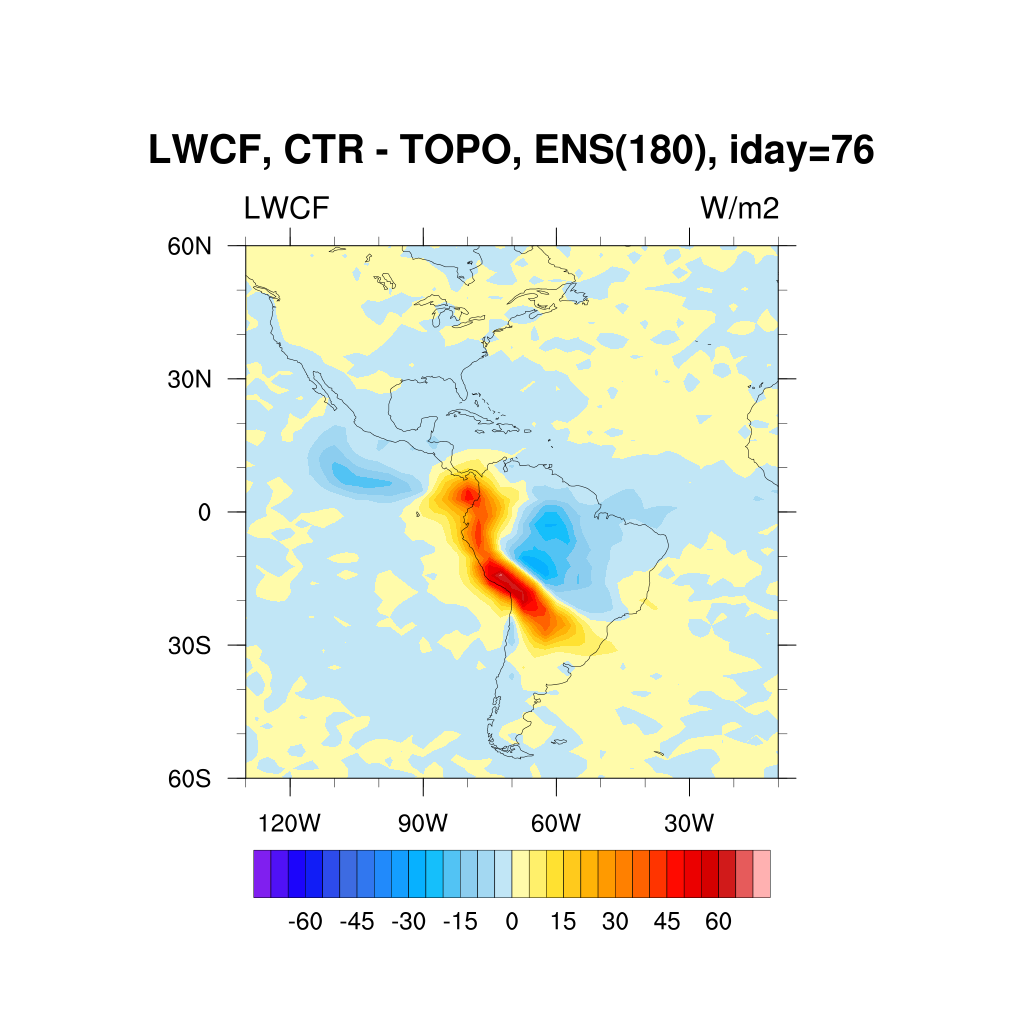 LWCF, CTR - TOPO, ENS(180), iday=76
LWCF W/m2
60N
30N
0
30S
60S
120W 90W 60W 30W
-60 -45 -30 -15 0 15 30 45 60